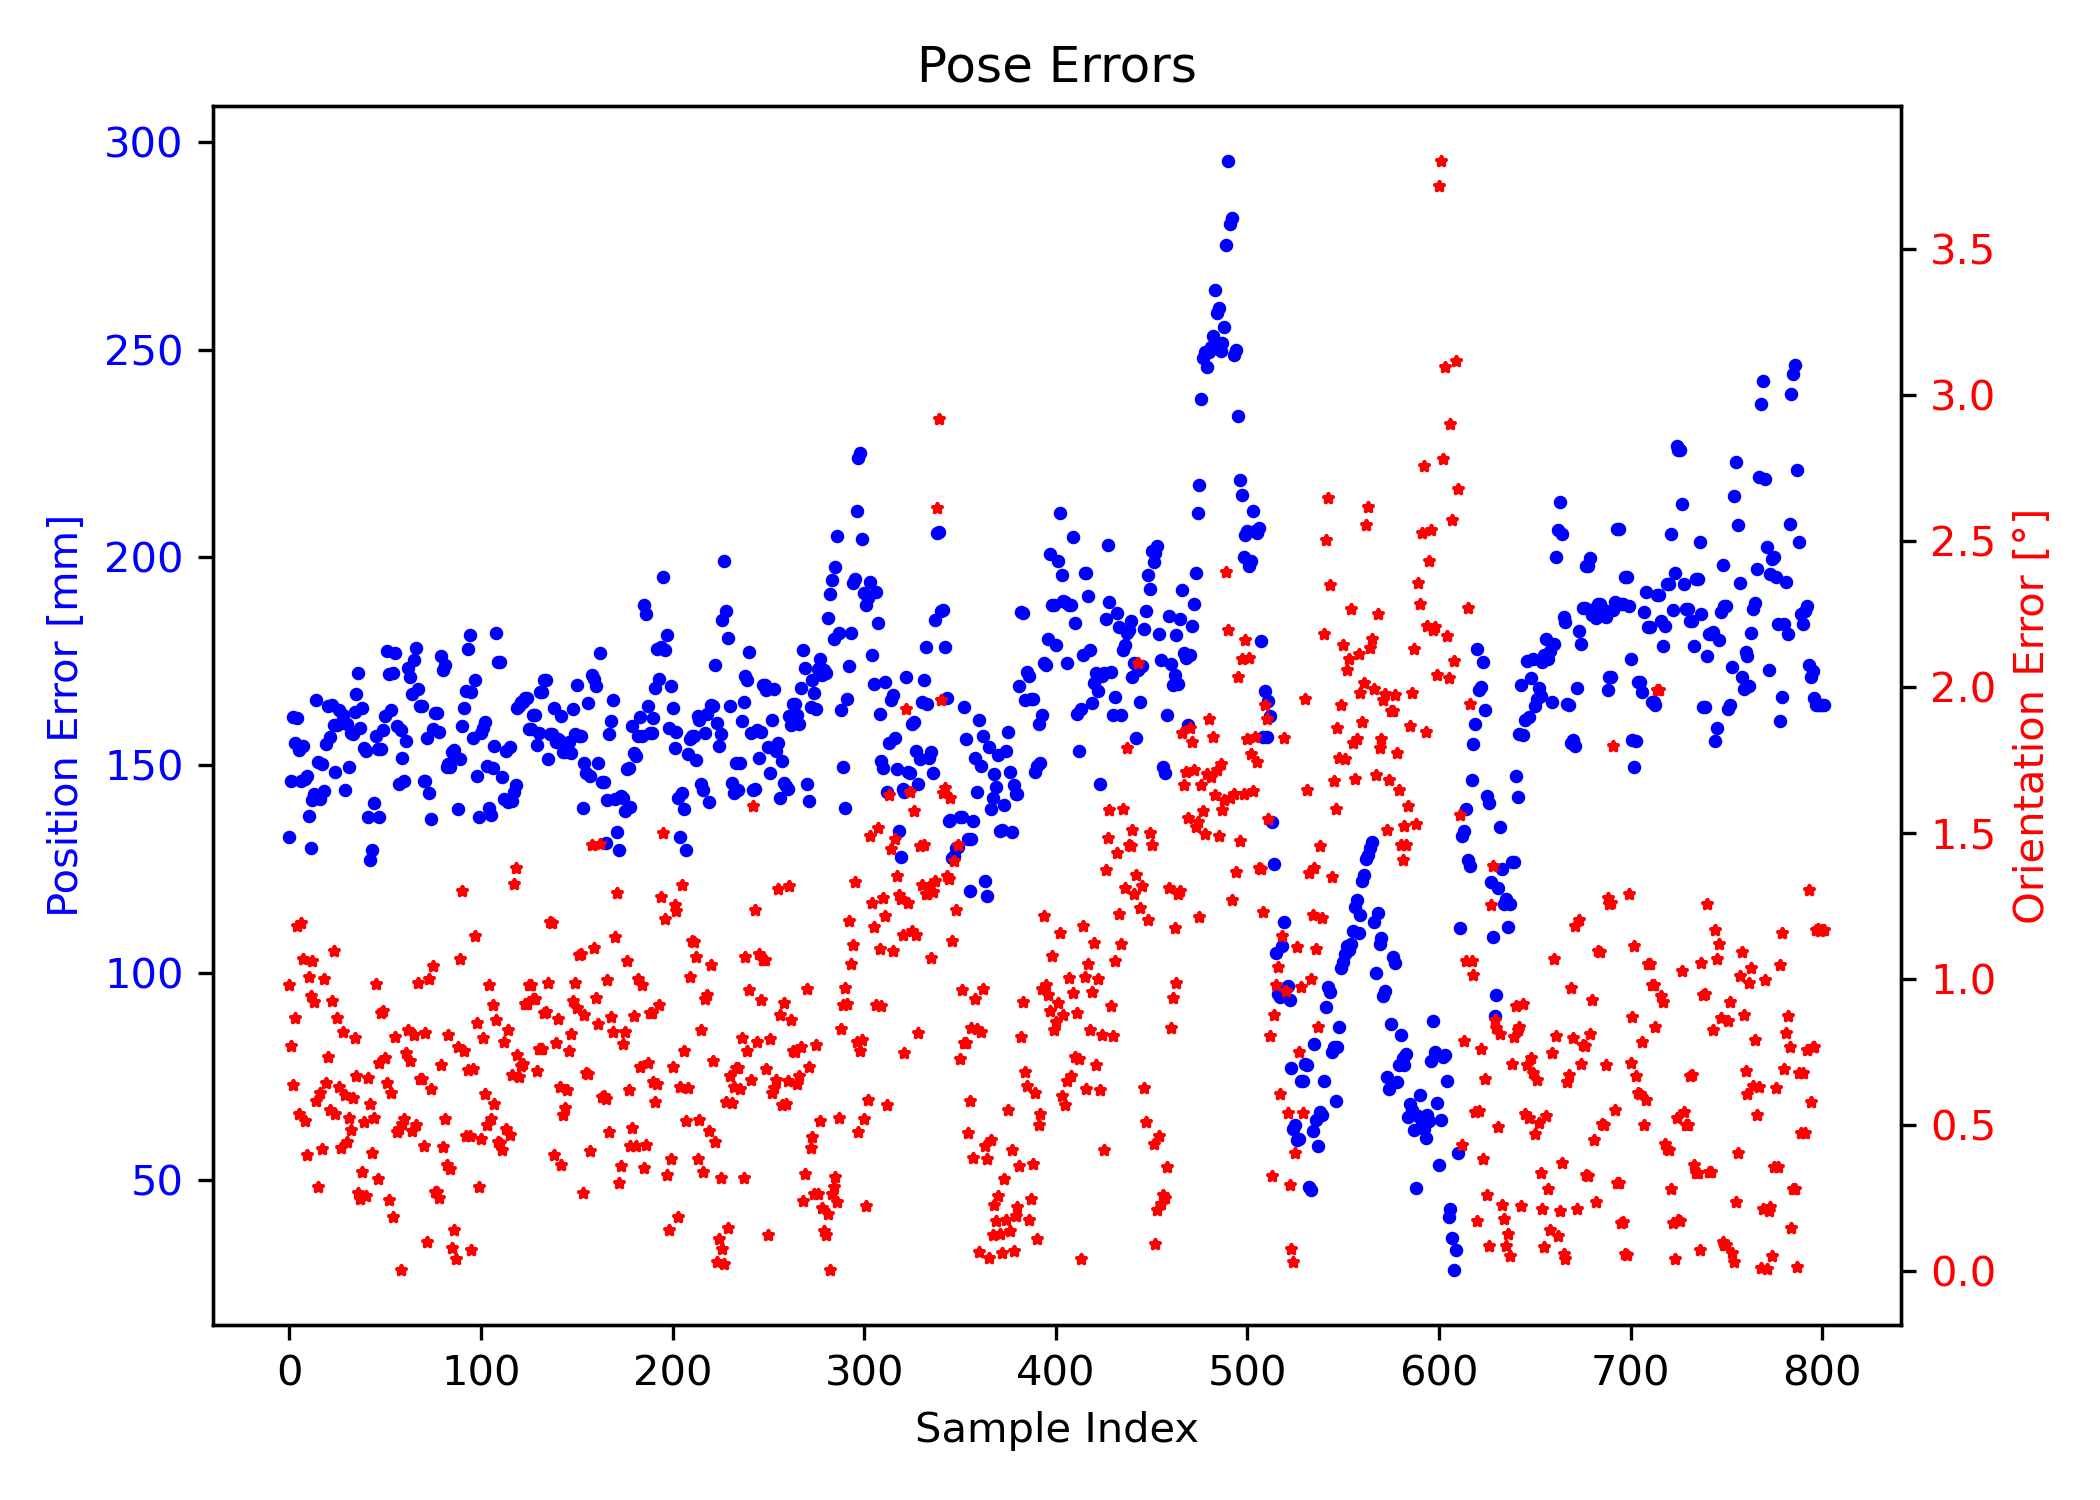 Pose Errors
300
250
200
150
100
50
Position Error [mm]
3.5
3.0
2.5
2.0
1.5
1.0
0.5
0.0
Orientation Error [°]
0 100 200 300 400 500 600 700 800
Sample Index